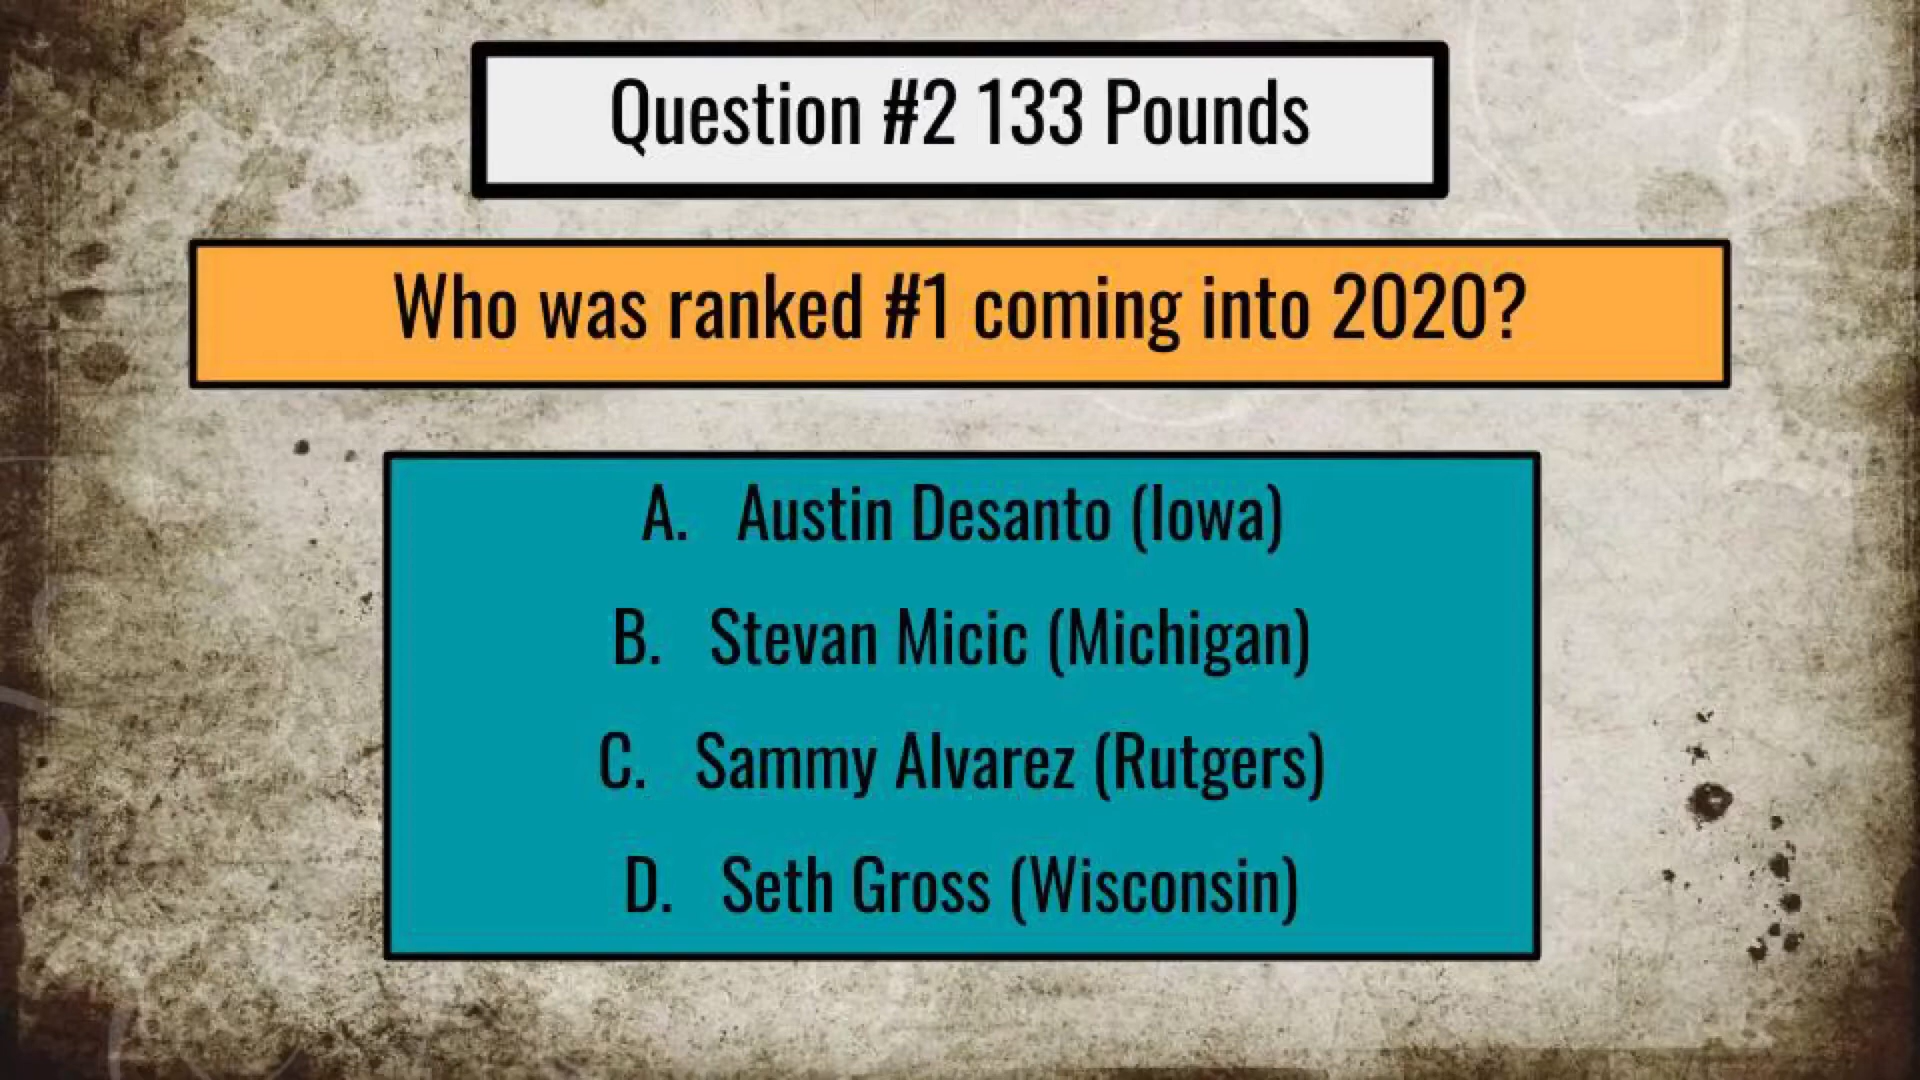 Question #2 133 Pounds
Who was ranked #1 coming into 2020?
A. Austin Desanto (Iowa)
B. Stevan Micic (Michigan)
C. Sammy Alvarez (Rutgers)
D. Seth Gross (Wisconsin)